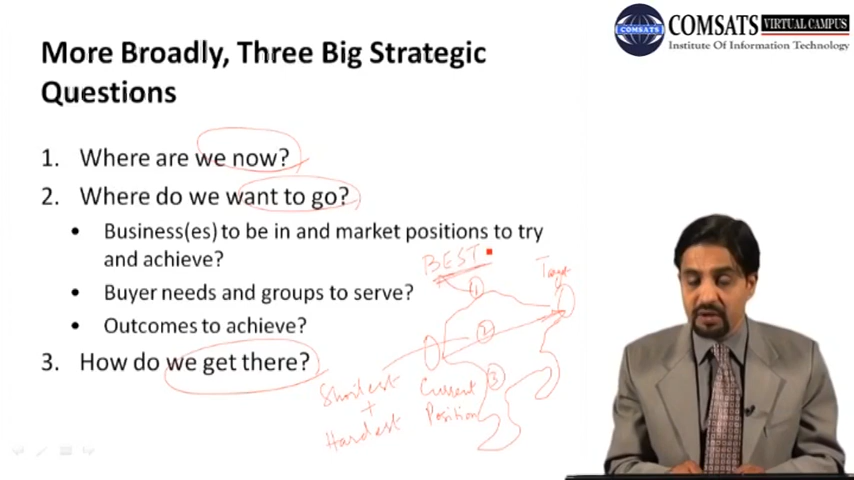 More Broadly, Three Big Strategic
Questions
COMSATS VIRTUAL CAMPUS
COMSATS
Institute Of Information Technology
1. Where are we now?
2. Where do we want to go?
• Business(es) to be in and market positions to try
and achieve?
• Buyer needs and groups to serve?
• Outcomes to achieve?
3. How do we get there?
BEST
Target
1
2
3
Shortest
+
Hardest
Current
Position